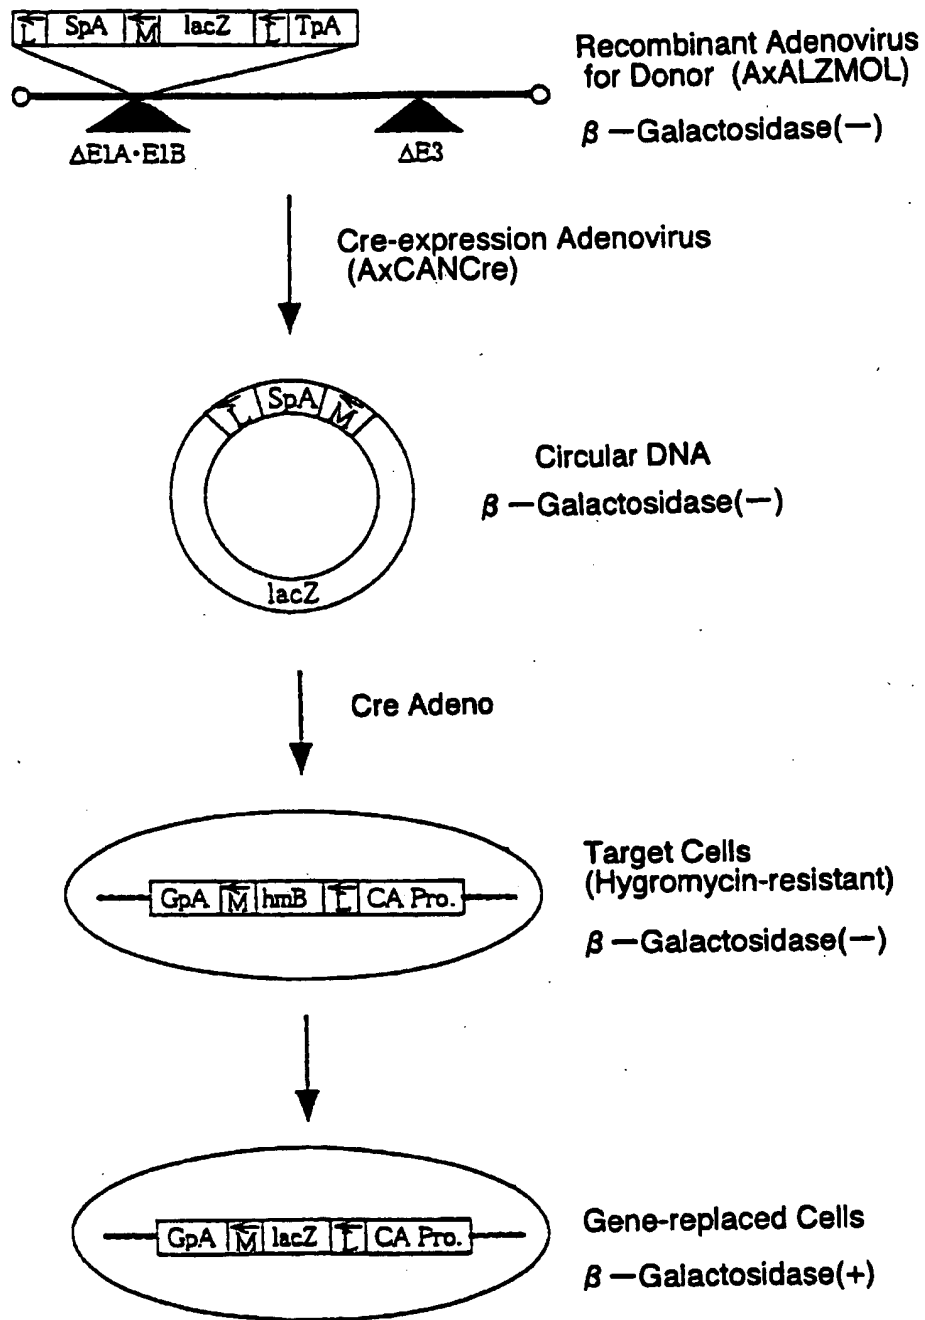 L SpA M lacZ L TpA
Recombinant Adenovirus
for Donor (AxALZMOL)
β－Galactosidase(－)
ΔE1A・E1B
ΔE3
Cre-expression Adenovirus
(AxCANCre)
L SpA M
lacZ
Circular DNA
β－Galactosidase(－)
Cre Adeno
Target Cells
(Hygromycin-resistant)
β－Galactosidase(－)
GpA M hmB L CA Pro.
Gene-replaced Cells
β－Galactosidase(+)
GpA M lacZ L CA Pro.